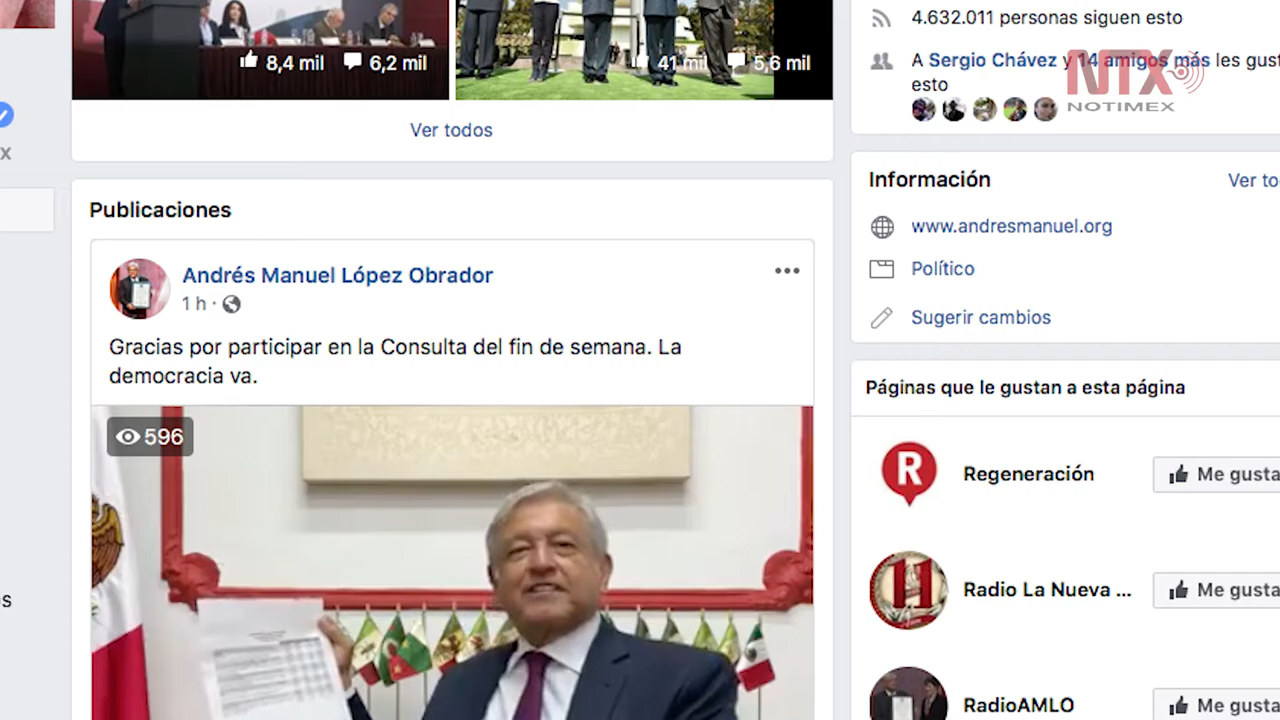 8,4 mil 6,2 mil
41 mil 5,6 mil
Ver todos
x
os
Publicaciones
Andrés Manuel López Obrador
1 h
Gracias por participar en la Consulta del fin de semana. La
democracia va.
596
4.632.011 personas siguen esto
A Sergio Chávez y 14 amigos más les gust
esto
NTX
NOTIMEX
Información
Ver to
www.andresmanuel.org
Político
Sugerir cambios
Páginas que le gustan a esta página
R
Regeneración
Me gusta
Radio La Nueva ...
Me gusta
RadioAMLO
Me gusta